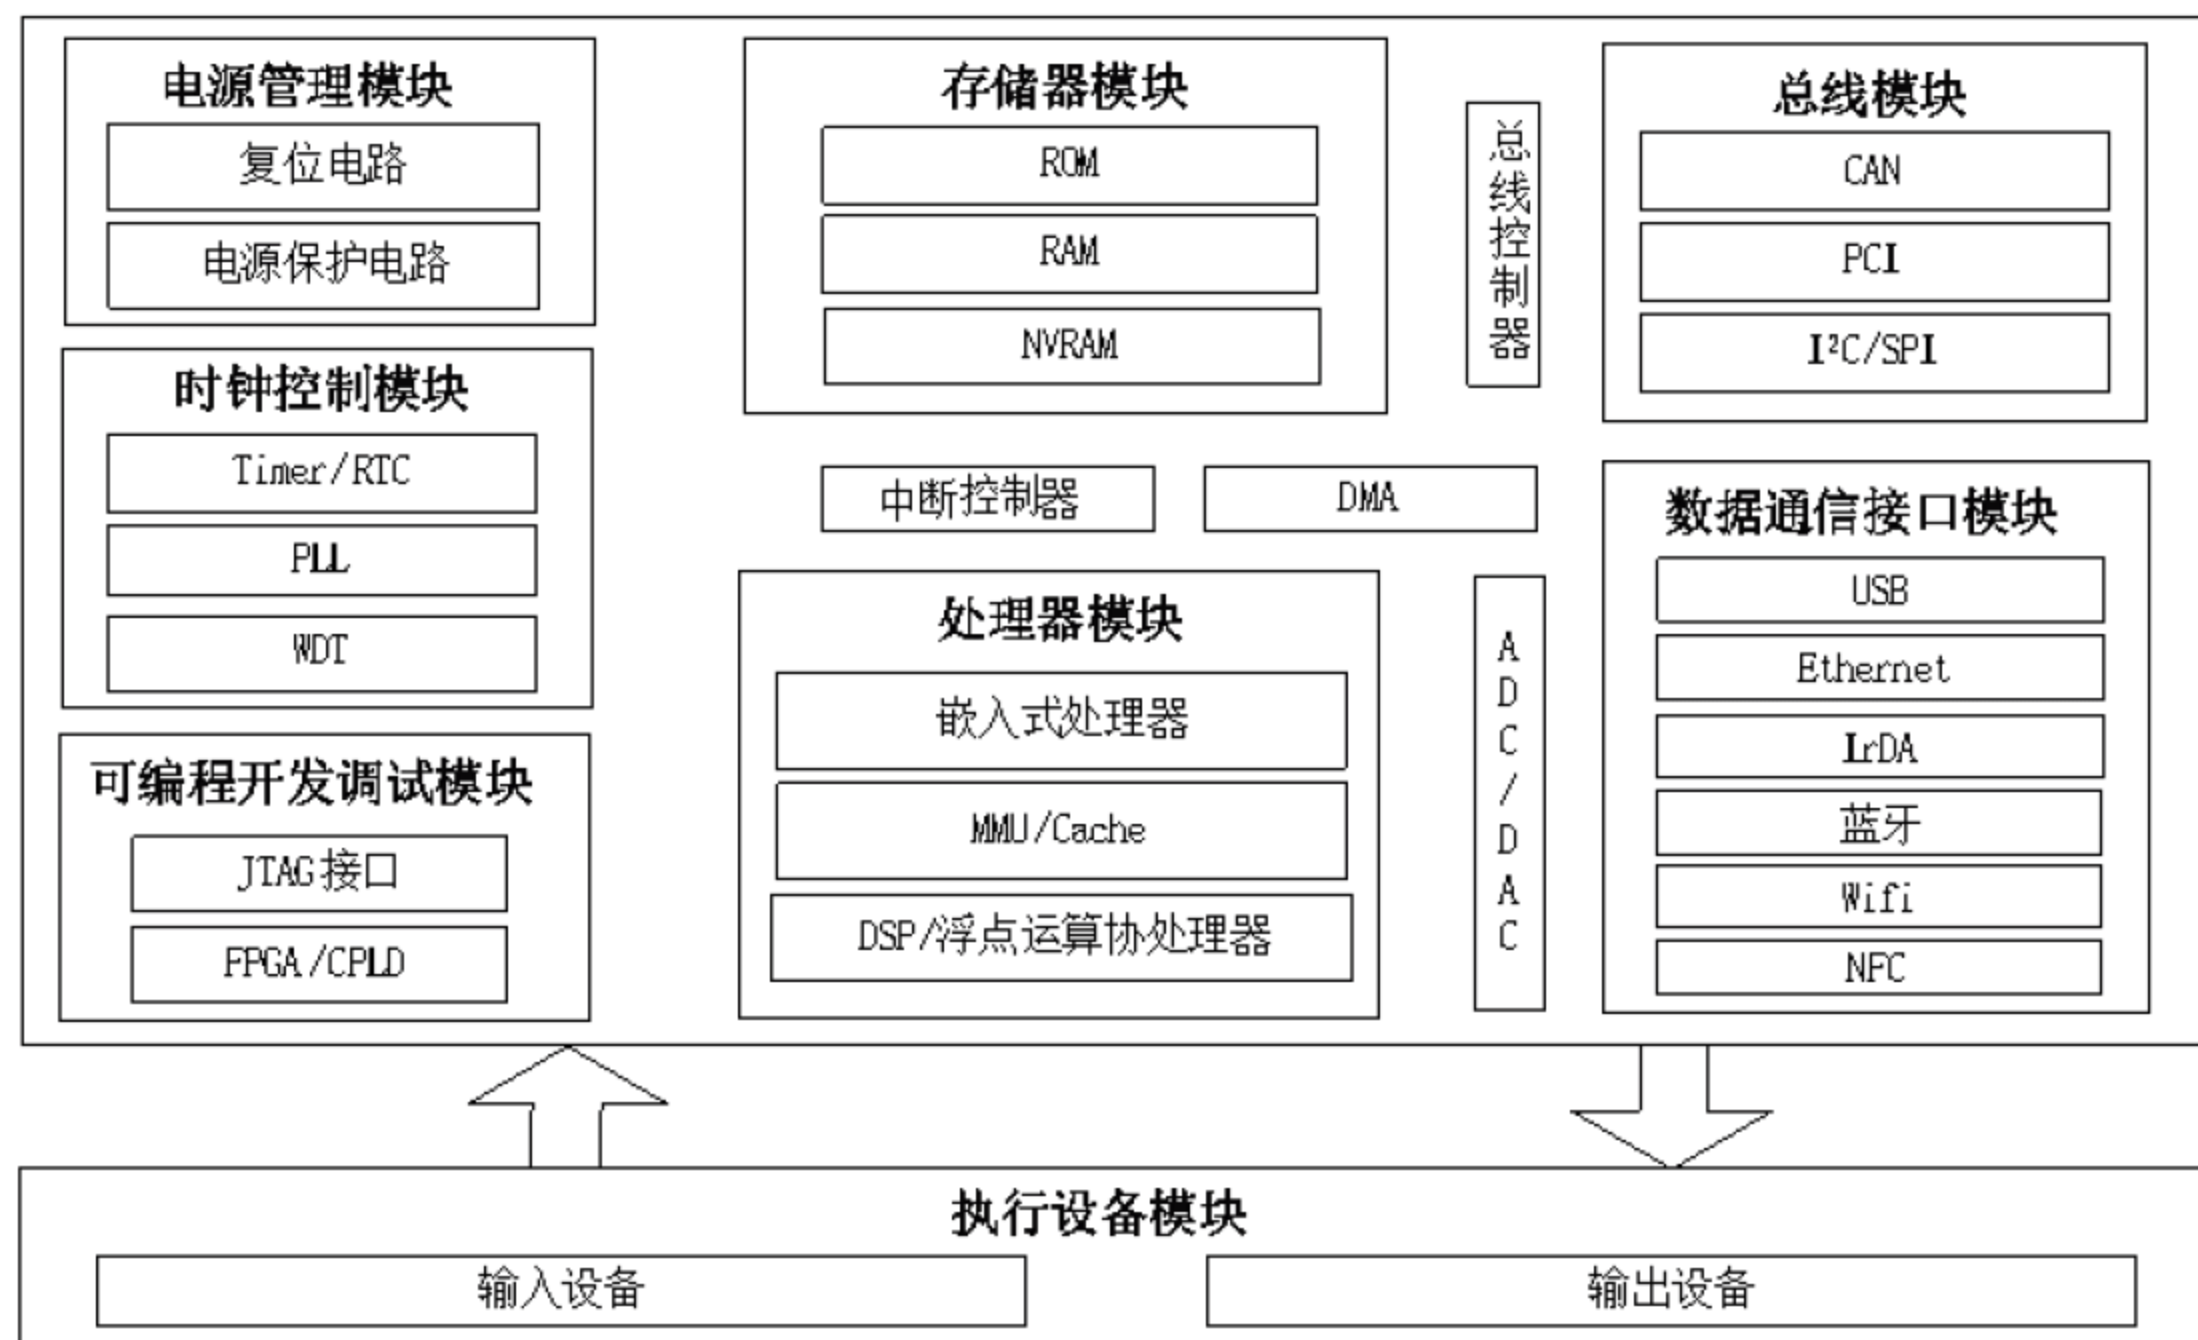 电源管理模块
复位电路
电源保护电路
时钟控制模块
Timer/RTC
PLL
WDT
可编程开发调试模块
JTAG接口
FPGA/CPLD
存储器模块
ROM
RAM
NVRAM
总线控制器
中断控制器
DMA
处理器模块
嵌入式处理器
MMU/Cache
DSP/浮点运算协处理器
ADC/DAC
总线模块
CAN
PCI
I²C/SPI
数据通信接口模块
USB
Ethernet
IrDA
蓝牙
Wifi
NFC
执行设备模块
输入设备
输出设备